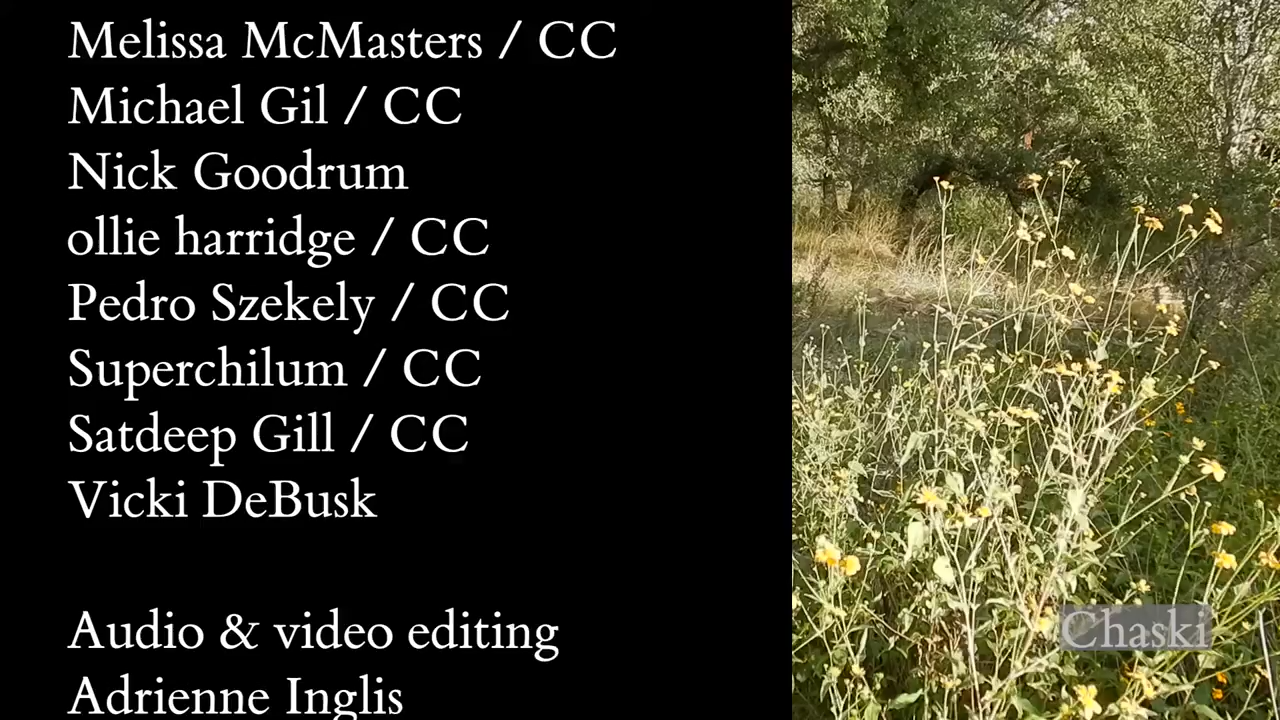 Melissa McMasters / CC
Michael Gil / CC
Nick Goodrum
ollie harridge / CC
Pedro Szekely / CC
Superchilum / CC
Satdeep Gill / CC
Vicki DeBusk
Audio & video editing
Adrienne Inglis
Chaski